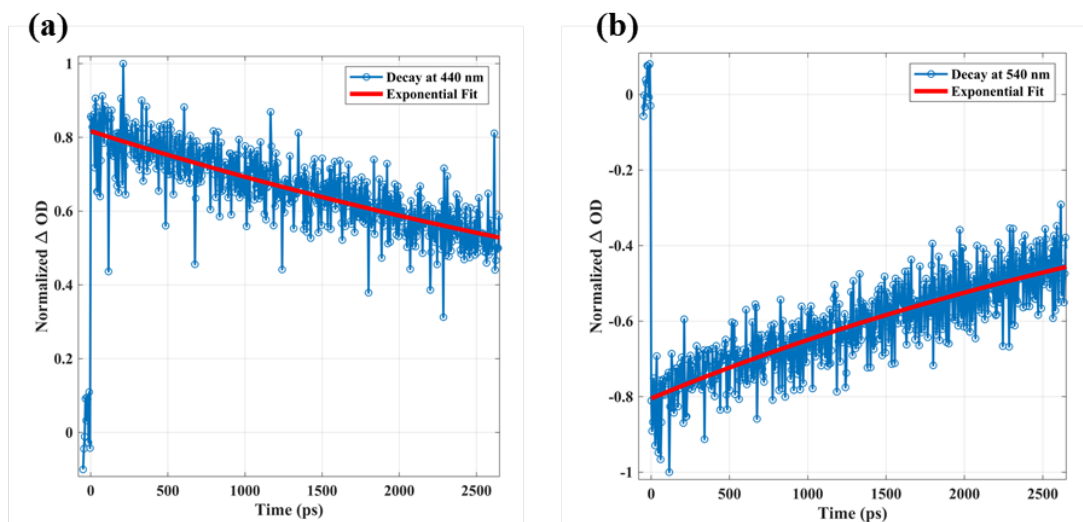 (a)
Decay at 440 nm
Exponential Fit
1
0.8
0.6
0.4
0.2
0
Normalized Δ OD
0 500 1000 1500 2000 2500
Time (ps)
(b)
Decay at 540 nm
Exponential Fit
0
-0.2
-0.4
-0.6
-0.8
-1
Normalized Δ OD
0 500 1000 1500 2000 2500
Time (ps)